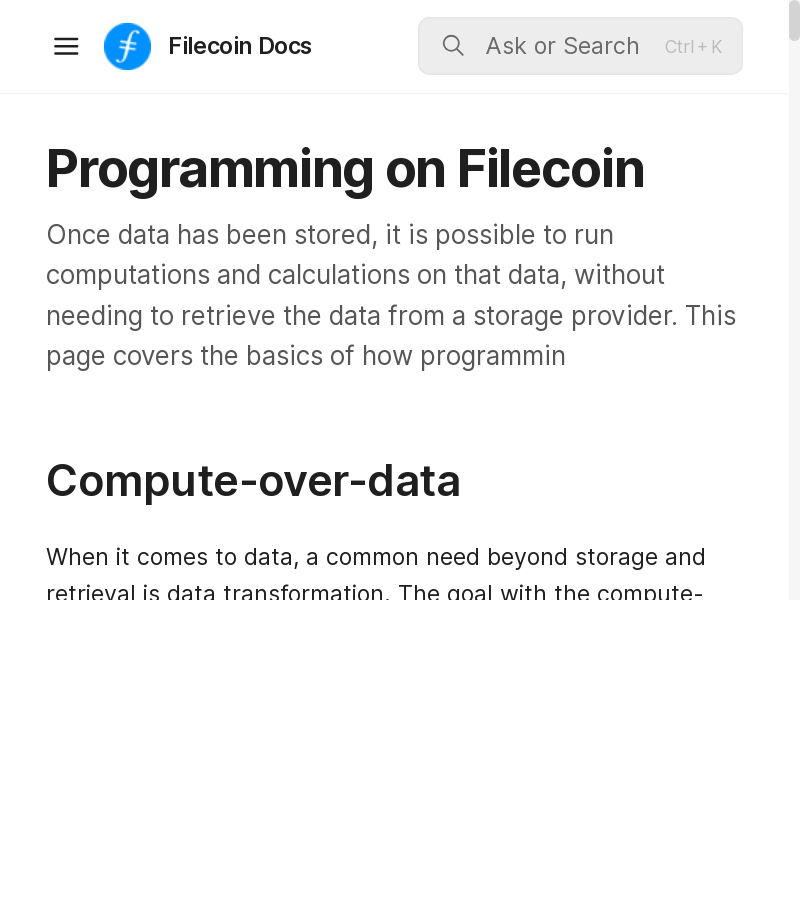 Filecoin Docs
Ask or Search
Ctrl + K
Programming on Filecoin
Once data has been stored, it is possible to run
computations and calculations on that data, without
needing to retrieve the data from a storage provider. This
page covers the basics of how programmin
Compute-over-data
When it comes to data, a common need beyond storage and
retrieval is data transformation. The goal with the compute-